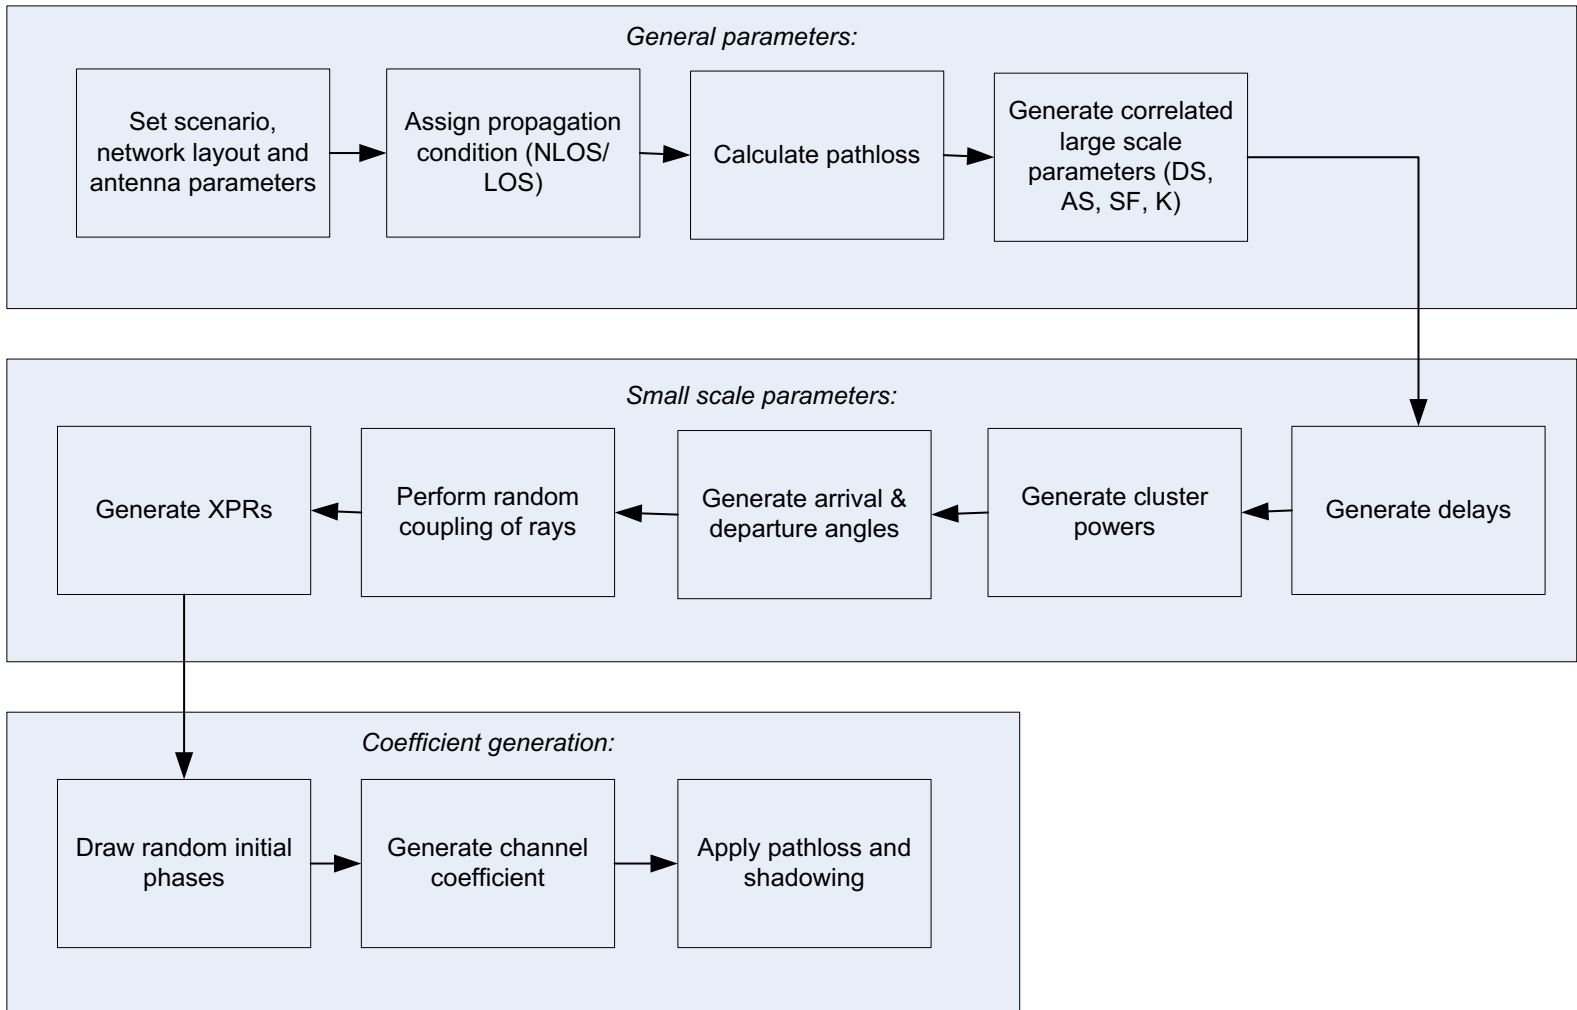 General parameters:
Set scenario,
network layout and
antenna parameters
Assign propagation
condition (NLOS/
LOS)
Calculate pathloss
Generate correlated
large scale
parameters (DS,
AS, SF, K)
Small scale parameters:
Generate delays
Generate cluster
powers
Generate arrival &
departure angles
Perform random
coupling of rays
Generate XPRs
Coefficient generation:
Draw random initial
phases
Generate channel
coefficient
Apply pathloss and
shadowing